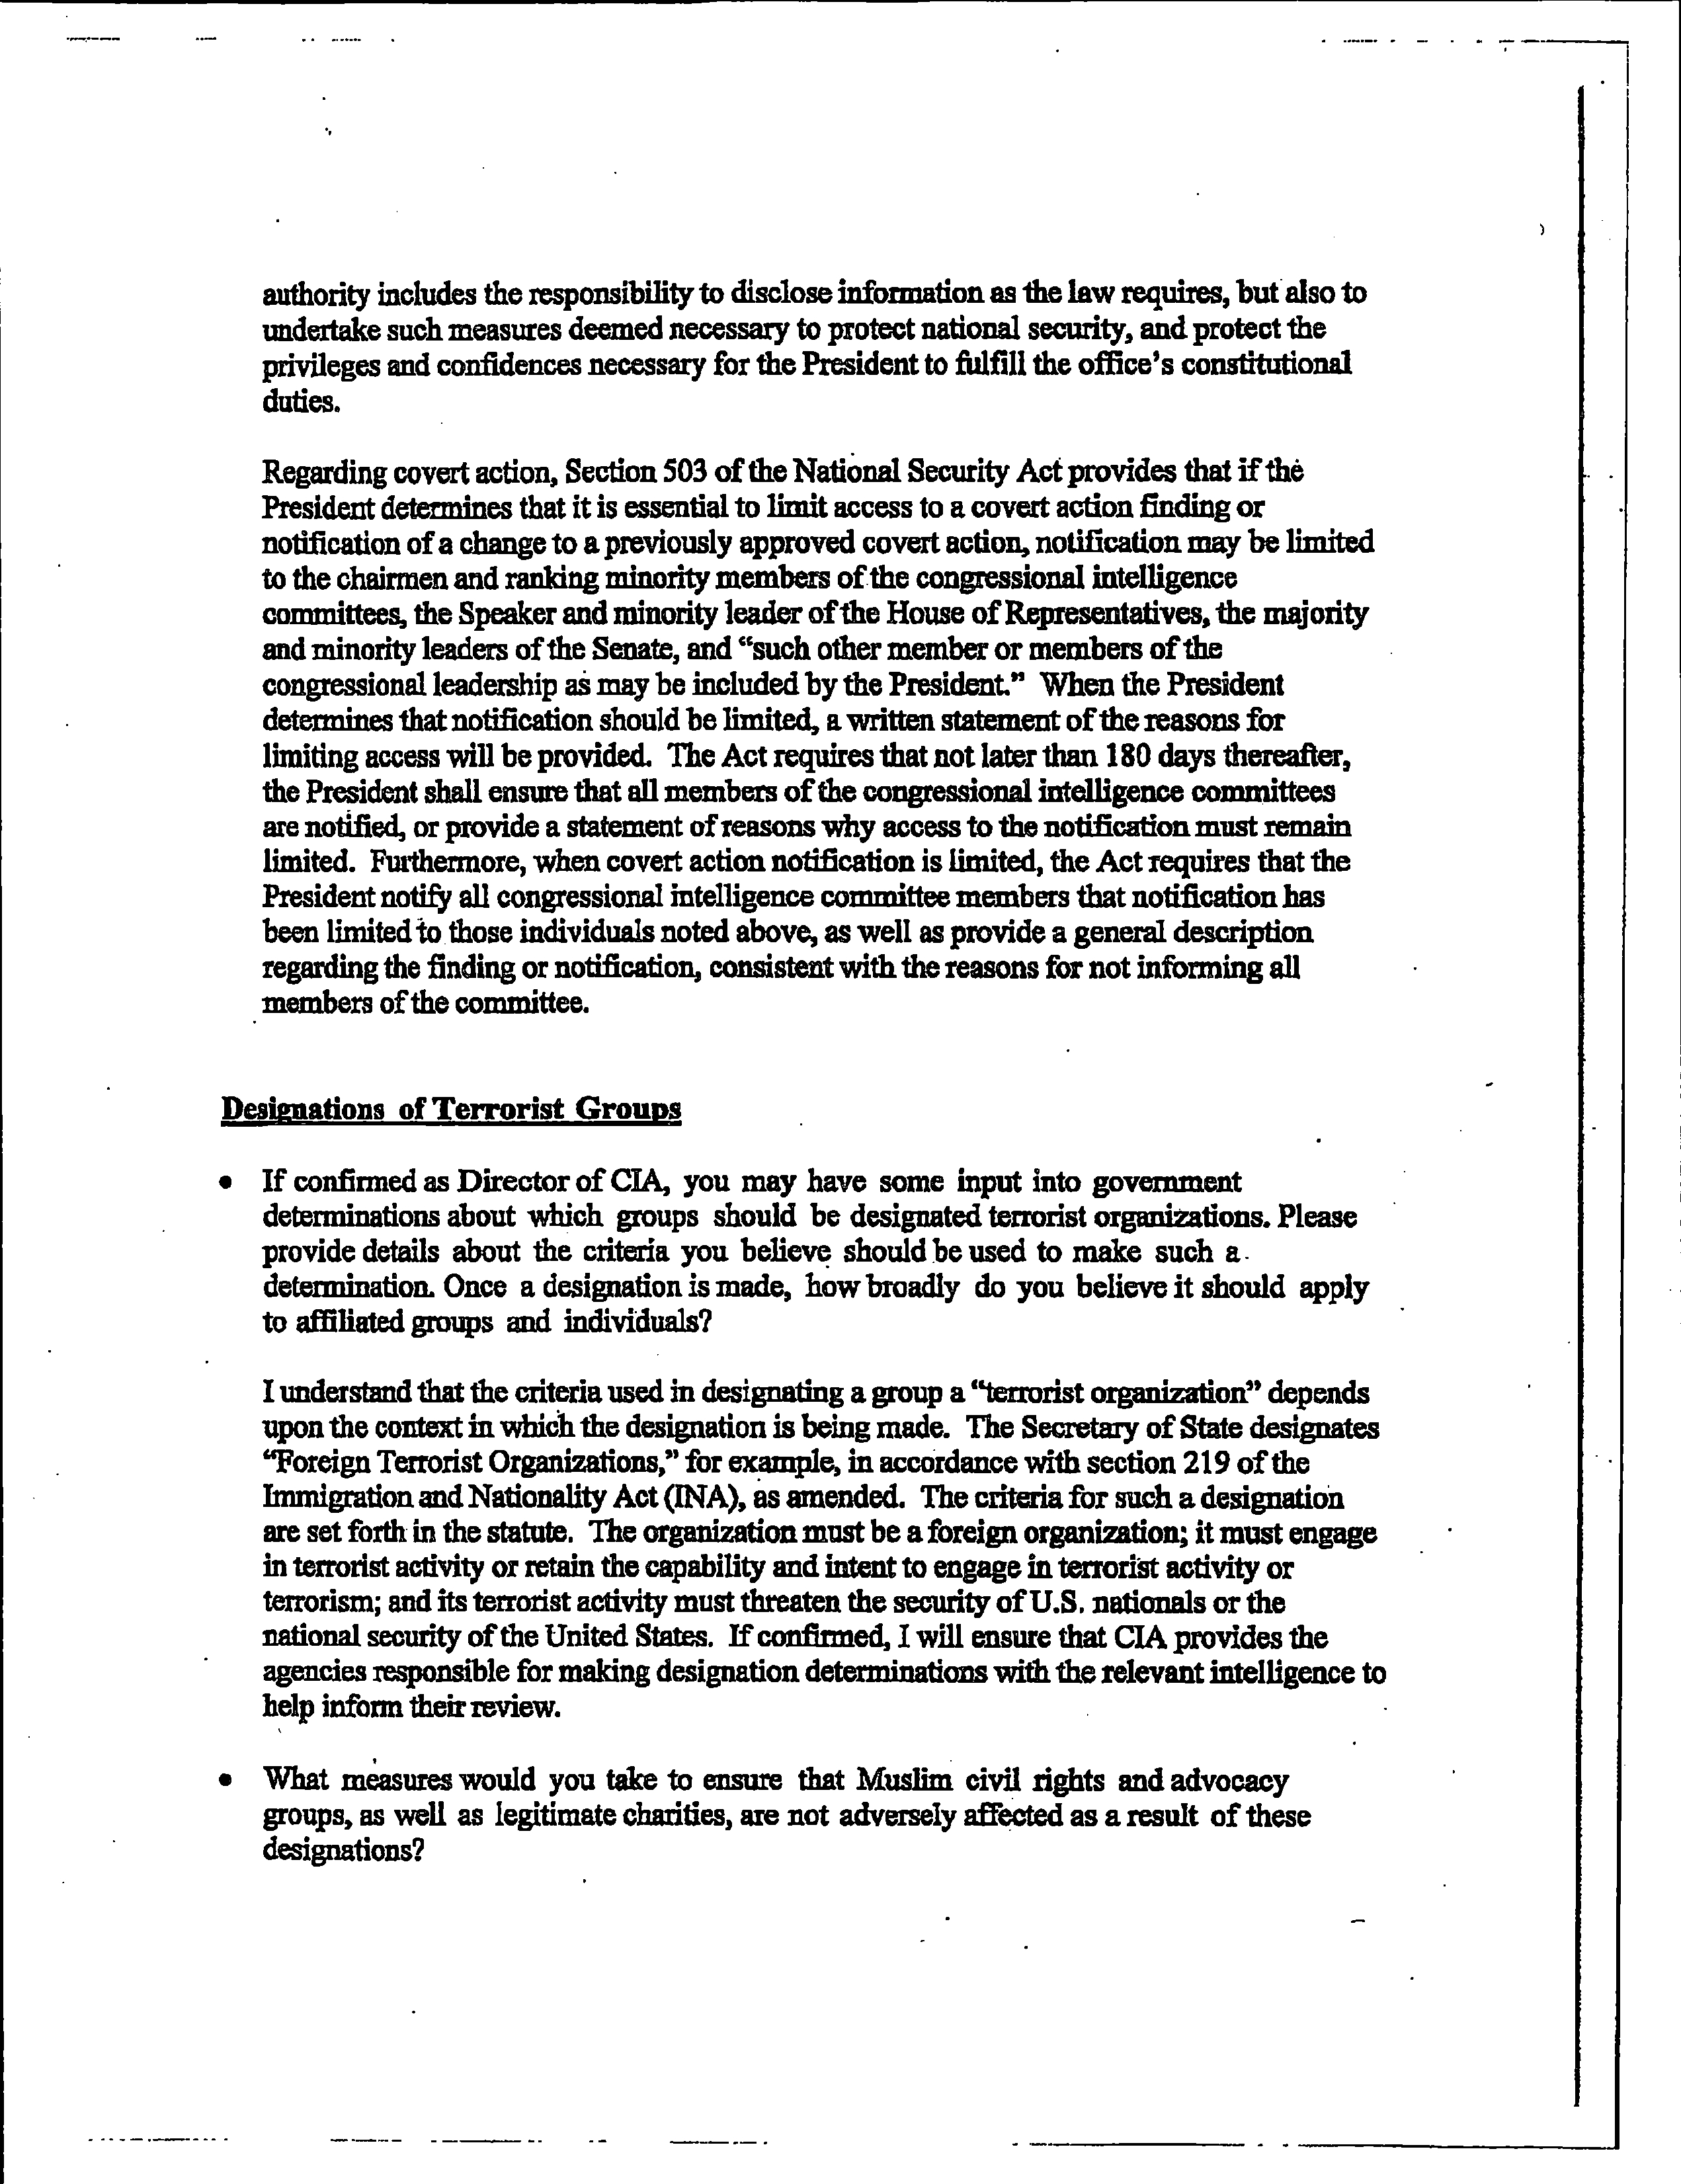 authority includes the responsibility to disclose information as the law requires, but also to
undertake such measures deemed necessary to protect national security, and protect the
privileges and confidences necessary for the President to fulfill the office's constitutional
duties.
Regarding covert action, Section 503 of the National Security Act provides that if the
President determines that it is essential to limit access to a covert action finding or
notification of a change to a previously approved covert action, notification may be limited
to the chairmen and ranking minority members of the congressional intelligence
committees, the Speaker and minority leader of the House of Representatives, the majority
and minority leaders of the Senate, and “such other member or members of the
congressional leadership as may be included by the President.” When the President
determines that notification should be limited, a written statement of the reasons for
limiting access will be provided. The Act requires that not later than 180 days thereafter,
the President shall ensure that all members of the congressional intelligence committees
are notified, or provide a statement of reasons why access to the notification must remain
limited. Furthermore, when covert action notification is limited, the Act requires that the
President notify all congressional intelligence committee members that notification has
been limited to those individuals noted above, as well as provide a general description
regarding the finding or notification, consistent with the reasons for not informing all
members of the committee.
Designations of Terrorist Groups
• If confirmed as Director of CIA, you may have some input into government
determinations about which groups should be designated terrorist organizations. Please
provide details about the criteria you believe should be used to make such a
determination. Once a designation is made, how broadly do you believe it should apply
to affiliated groups and individuals?
I understand that the criteria used in designating a group a “terrorist organization” depends
upon the context in which the designation is being made. The Secretary of State designates
“Foreign Terrorist Organizations,” for example, in accordance with section 219 of the
Immigration and Nationality Act (INA), as amended. The criteria for such a designation
are set forth in the statute. The organization must be a foreign organization; it must engage
in terrorist activity or retain the capability and intent to engage in terrorist activity or
terrorism; and its terrorist activity must threaten the security of U.S. nationals or the
national security of the United States. If confirmed, I will ensure that CIA provides the
agencies responsible for making designation determinations with the relevant intelligence to
help inform their review.
• What measures would you take to ensure that Muslim civil rights and advocacy
groups, as well as legitimate charities, are not adversely affected as a result of these
designations?